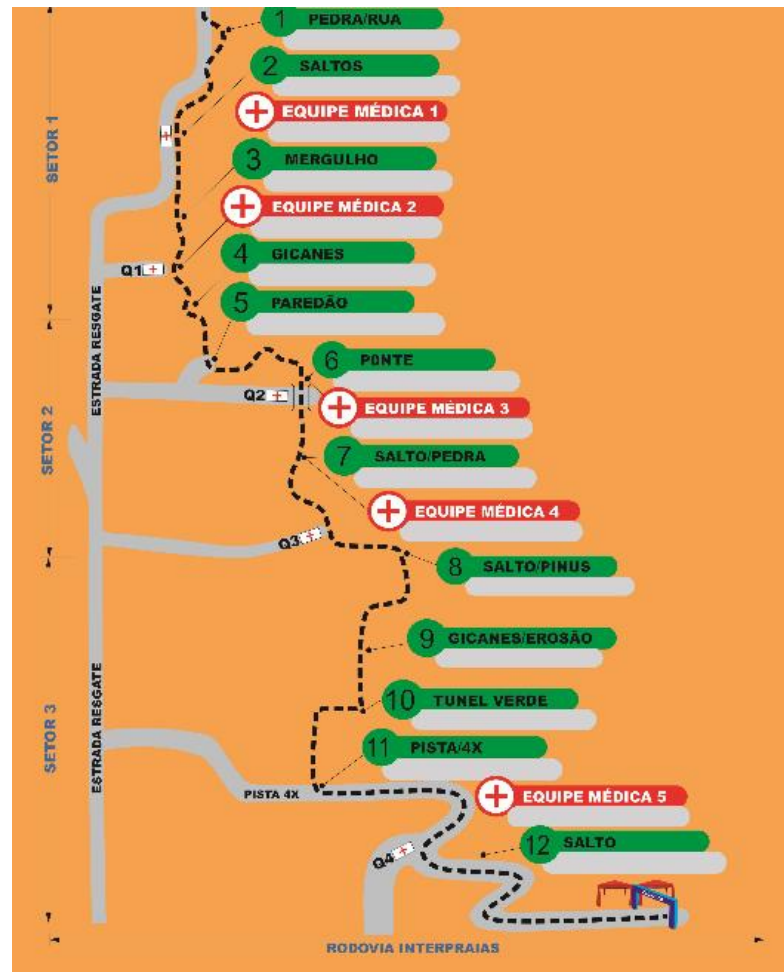 1 PEDRA/RUA
2 SALTOS
EQUIPE MÉDICA 1
SETOR 1
3 MERGULHO
EQUIPE MÉDICA 2
4 GICANES
Q1
5 PAREDÃO
ESTRADA RESGATE
6 PONTE
Q2
EQUIPE MÉDICA 3
SETOR 2
7 SALTO/PEDRA
EQUIPE MÉDICA 4
Q3
8 SALTO/PINUS
9 GICANES/EROSÃO
10 TUNEL VERDE
SETOR 3
ESTRADA RESGATE
11 PISTA/4X
PISTA 4X
EQUIPE MÉDICA 5
12 SALTO
Q4
RODOVIA INTERPRAIAS